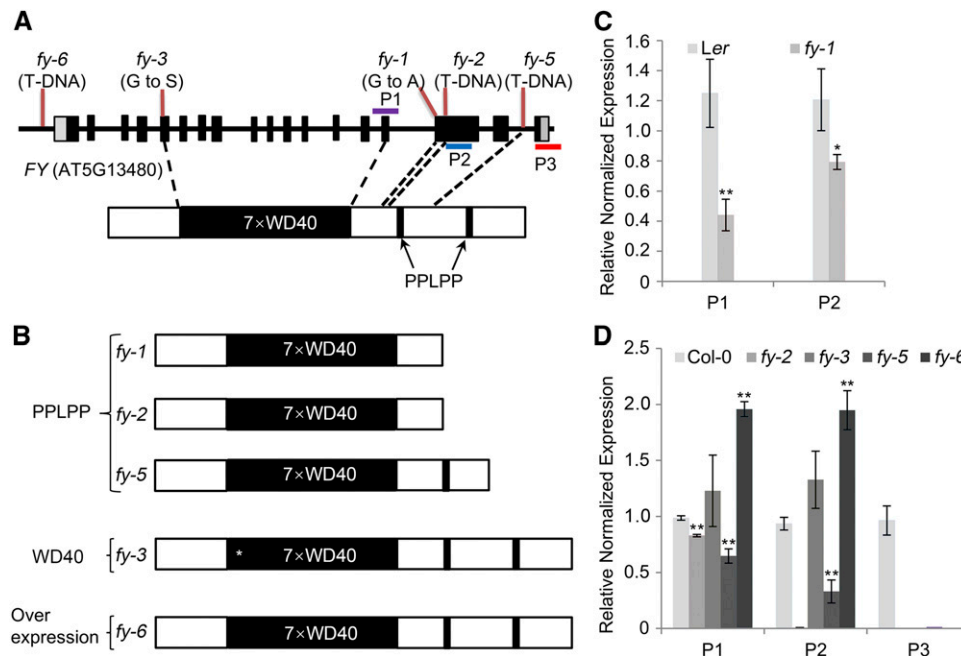 A
fy-6
(T-DNA)
fy-3
(G to S)
fy-1
(G to A)
fy-2
(T-DNA)
fy-5
(T-DNA)
P1
P2
P3
FY (AT5G13480)
7×WD40
PPLPP
B
PPLPP
fy-1
7×WD40
fy-2
7×WD40
fy-5
7×WD40
WD40
fy-3
* 7×WD40
Over
expression
fy-6
7×WD40
C
Relative Normalized Expression
1.6
1.4
1.2
1.0
0.8
0.6
0.4
0.2
0
Ler fy-1
**
*
P1 P2
D
Relative Normalized Expression
2.5
2.0
1.5
1.0
0.5
0.0
Col-0 fy-2 fy-3 fy-5 fy-6
**
**
**
**
**
P1 P2 P3